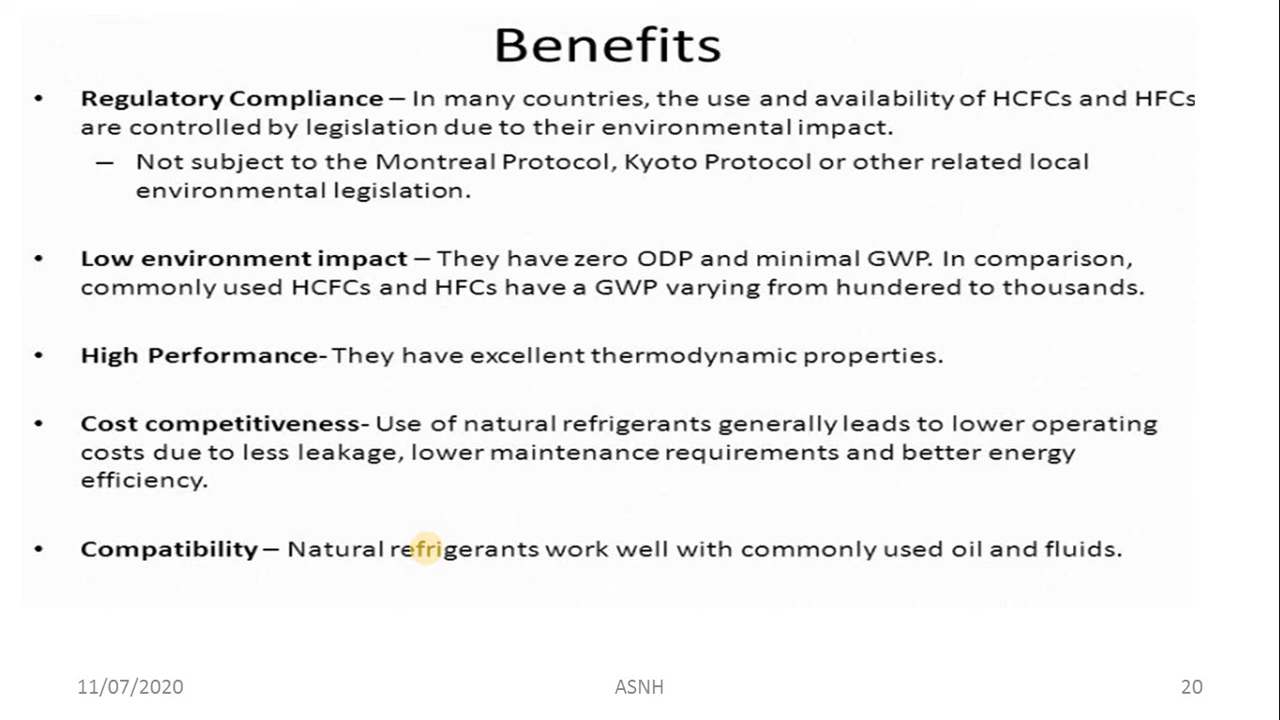 Benefits
• Regulatory Compliance – In many countries, the use and availability of HCFCs and HFCs
are controlled by legislation due to their environmental impact.
– Not subject to the Montreal Protocol, Kyoto Protocol or other related local
environmental legislation.
• Low environment impact – They have zero ODP and minimal GWP. In comparison,
commonly used HCFCs and HFCs have a GWP varying from hundered to thousands.
• High Performance- They have excellent thermodynamic properties.
• Cost competitiveness- Use of natural refrigerants generally leads to lower operating
costs due to less leakage, lower maintenance requirements and better energy
efficiency.
• Compatibility – Natural refrigerants work well with commonly used oil and fluids.
11/07/2020
ASNH
20